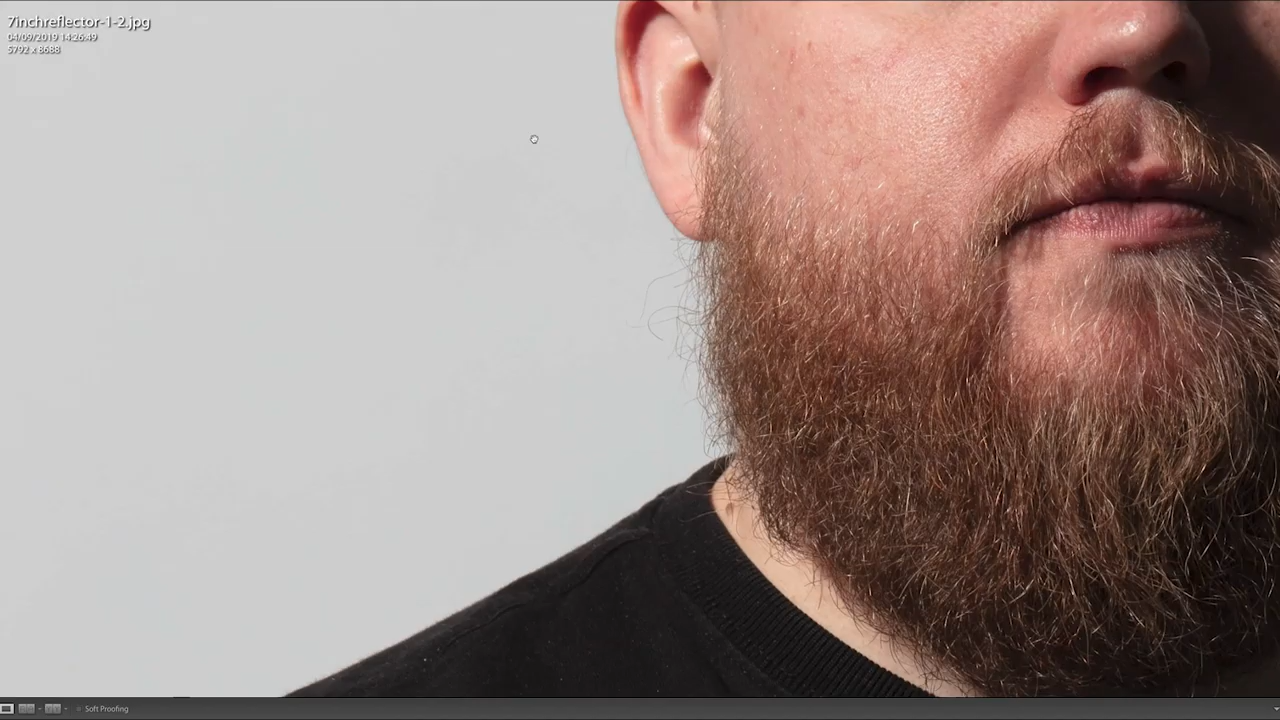 7inchreflector-1-2.jpg
04/09/2019 14:26:49
5792 x 8688
Soft Proofing